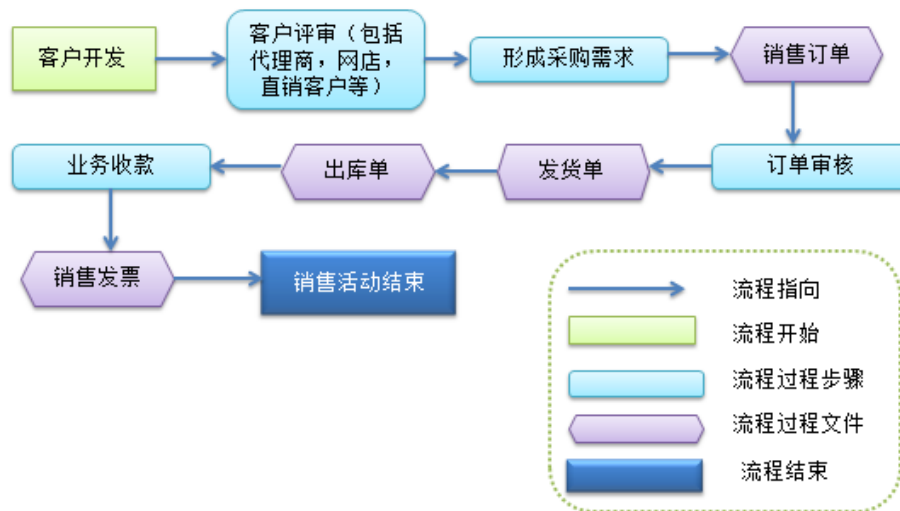 客户开发
客户评审（包括
代理商，网店，
直销客户等）
形成采购需求
销售订单
订单审核
发货单
出库单
业务收款
销售发票
销售活动结束
流程指向
流程开始
流程过程步骤
流程过程文件
流程结束